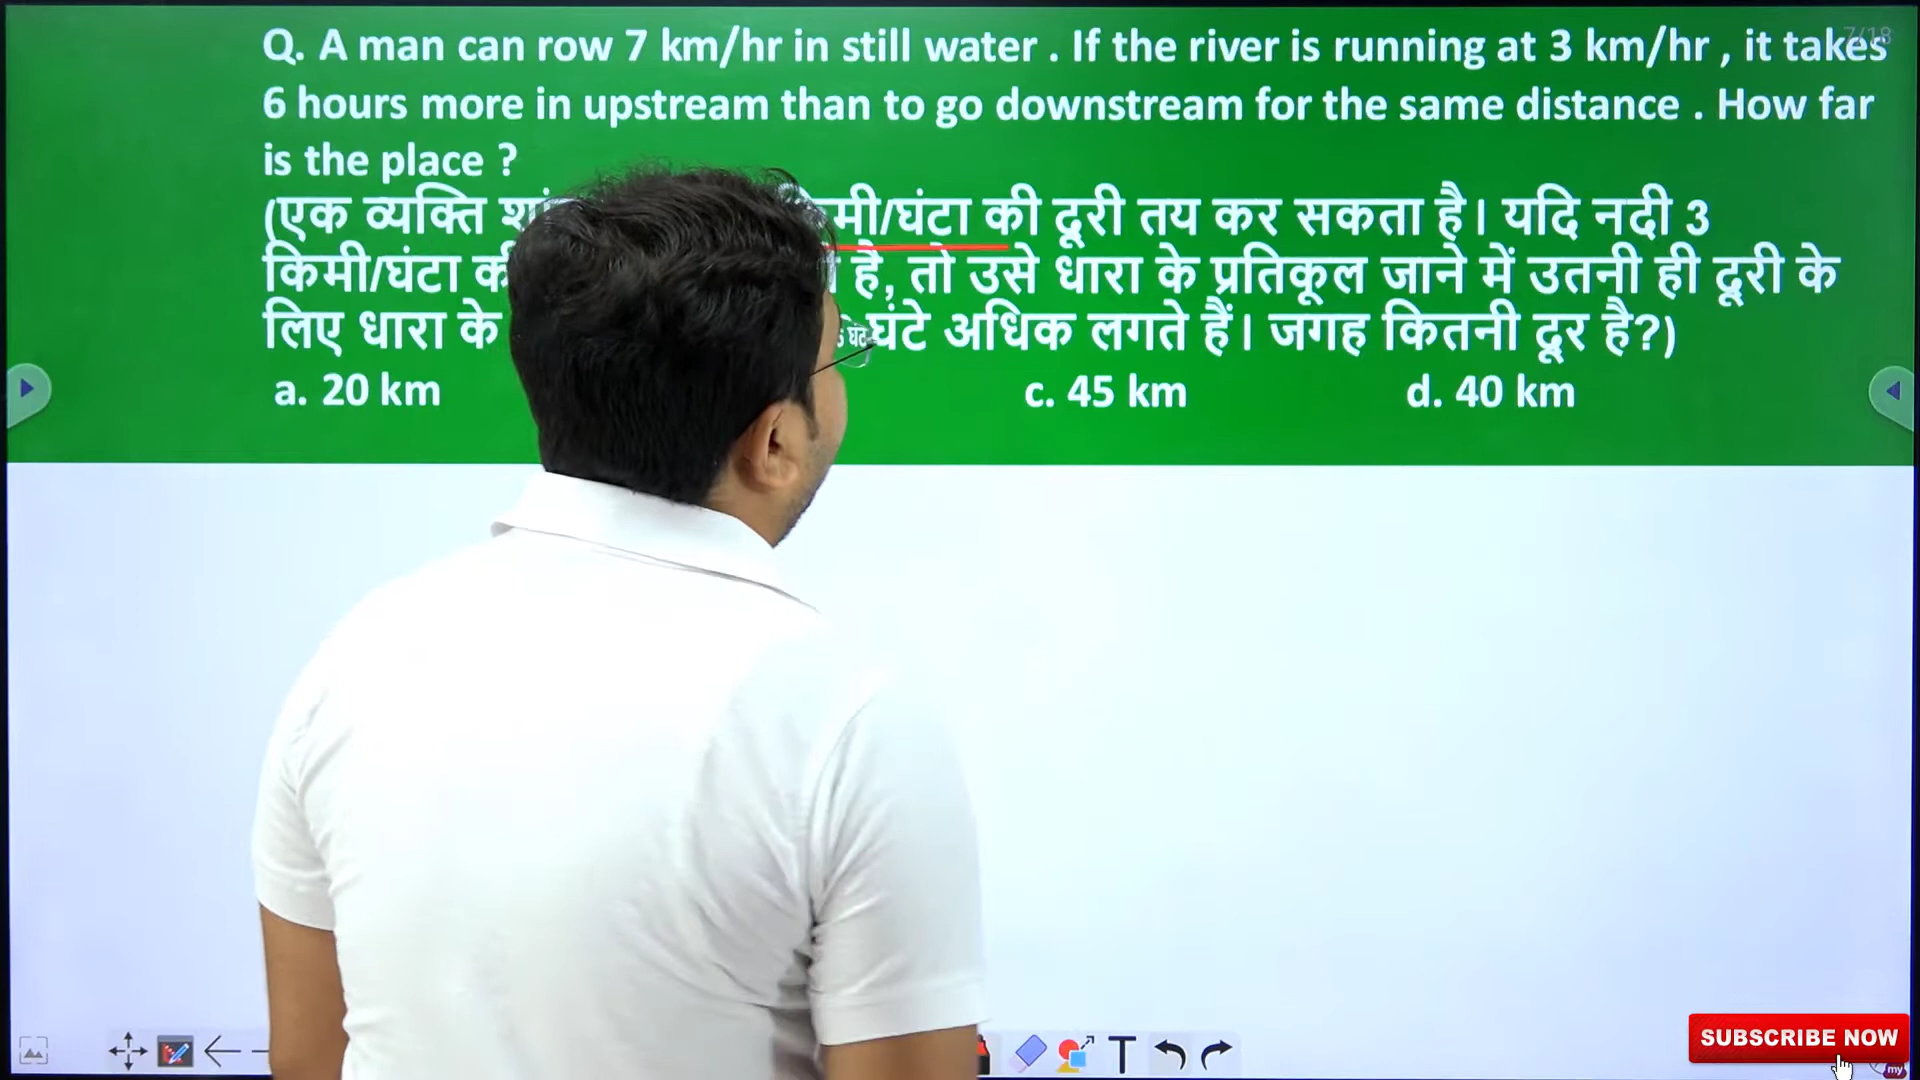 Q. A man can row 7 km/hr in still water . If the river is running at 3 km/hr , it takes
7/18
6 hours more in upstream than to go downstream for the same distance . How far
is the place ?
(एक व्यक्ति किमी/घंटा की दूरी तय कर सकता है। यदि नदी 3
किमी/घंटा की है, तो उसे धारा के प्रतिकूल जाने में उतनी ही दूरी के
लिए धारा के घंटे अधिक लगते हैं। जगह कितनी दूर है?)
a. 20 km c. 45 km d. 40 km
T
SUBSCRIBE NOW
my